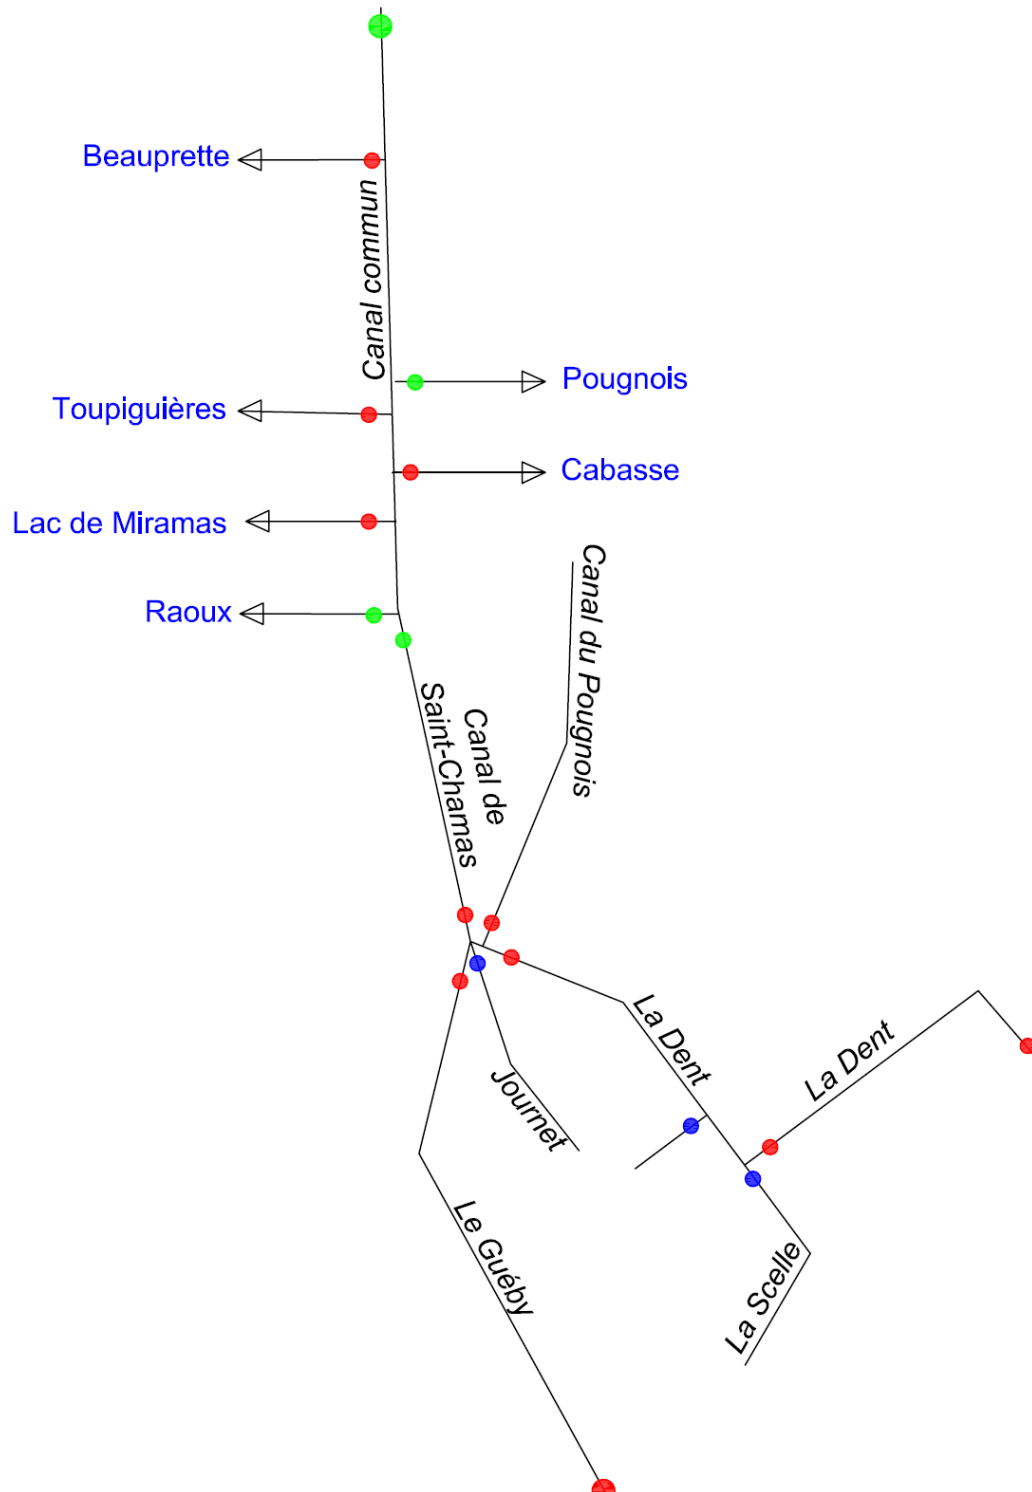 Beauprette
Canal commun
Pougnois
Toupiguières
Cabasse
Lac de Miramas
Canal du Pougnois
Raoux
Canal de
Saint-Chamas
La Dent
La Dent
Journet
Le Guéby
La Scelle